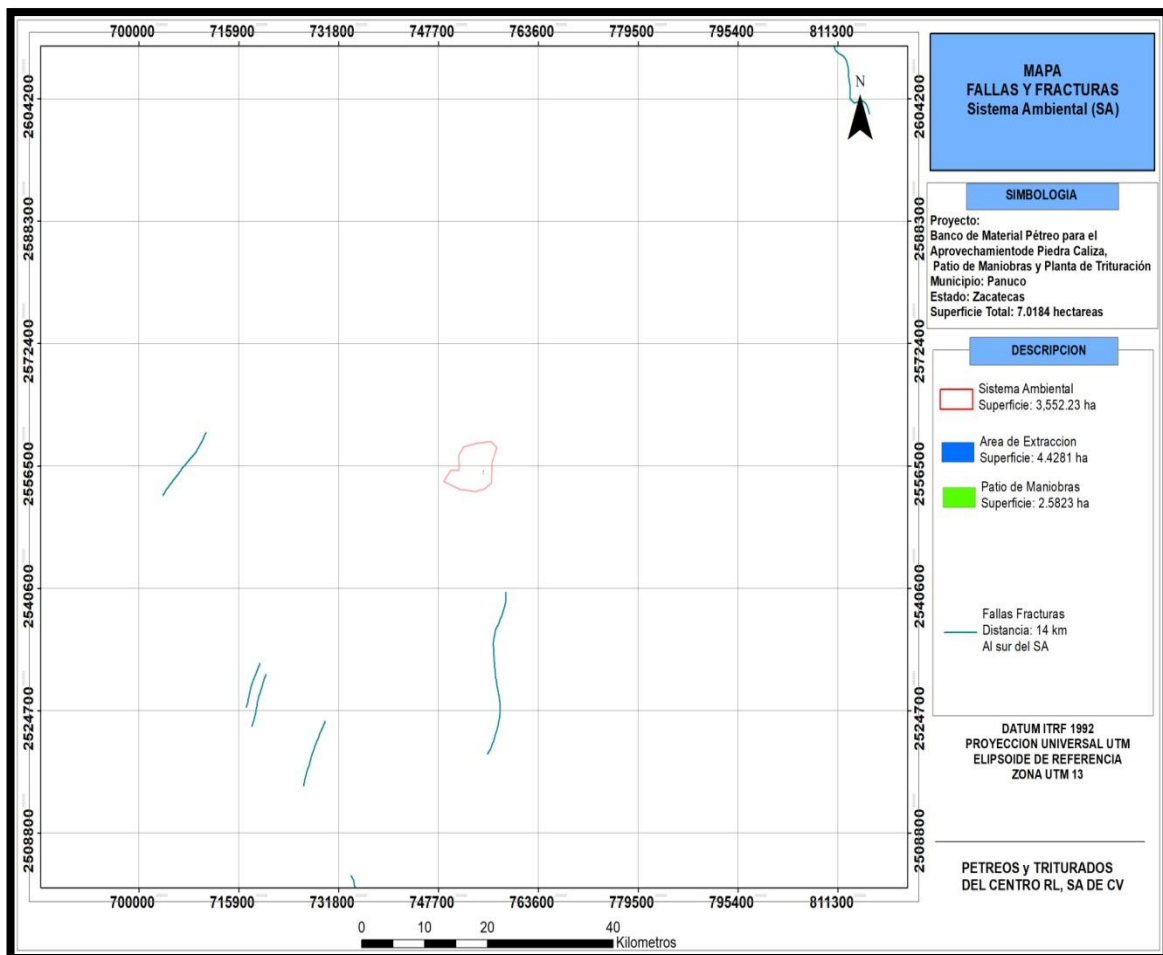 700000 715900 731800 747700 763600 779500 795400 811300
2604200 2604200
2588300 2588300
2572400 2572400
2556500 2556500
2540600 2540600
2524700 2524700
2508800 2508800
N
700000 715900 731800 747700 763600 779500 795400 811300
0 10 20 40
Kilometros
MAPA
FALLAS Y FRACTURAS
Sistema Ambiental (SA)
SIMBOLOGIA
Proyecto:
Banco de Material Pétreo para el
Aprovechamientode Piedra Caliza,
Patio de Maniobras y Planta de Trituración
Municipio: Panuco
Estado: Zacatecas
Superficie Total: 7.0184 hectareas
DESCRIPCION
Sistema Ambiental
Superficie: 3,552.23 ha
Area de Extraccion
Superficie: 4.4281 ha
Patio de Maniobras
Superficie: 2.5823 ha
Fallas Fracturas
Distancia: 14 km
Al sur del SA
DATUM ITRF 1992
PROYECCION UNIVERSAL UTM
ELIPSOIDE DE REFERENCIA
ZONA UTM 13
PETREOS y TRITURADOS
DEL CENTRO RL, SA DE CV